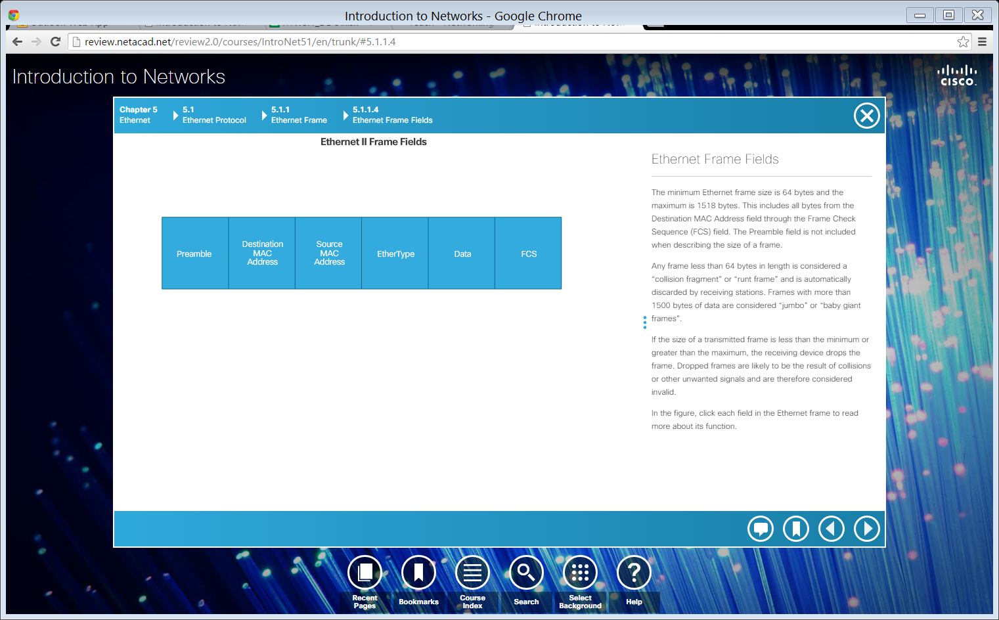 Introduction to Networks - Google Chrome
review.netacad.net/review2.0/courses/IntroNet51/en/trunk/#5.1.1.4
Introduction to Networks
CISCO
Chapter 5
Ethernet
5.1
Ethernet Protocol
5.1.1
Ethernet Frame
5.1.1.4
Ethernet Frame Fields
Ethernet II Frame Fields
Preamble
Destination
MAC
Address
Source
MAC
Address
EtherType
Data
FCS
Ethernet Frame Fields
The minimum Ethernet frame size is 64 bytes and the
maximum is 1518 bytes. This includes all bytes from the
Destination MAC Address field through the Frame Check
Sequence (FCS) field. The Preamble field is not included
when describing the size of a frame.
Any frame less than 64 bytes in length is considered a
“collision fragment” or “runt frame” and is automatically
discarded by receiving stations. Frames with more than
1500 bytes of data are considered “jumbo” or “baby giant
frames”.
If the size of a transmitted frame is less than the minimum or
greater than the maximum, the receiving device drops the
frame. Dropped frames are likely to be the result of collisions
or other unwanted signals and are therefore considered
invalid.
In the figure, click each field in the Ethernet frame to read
more about its function.
Recent
Pages
Bookmarks
Course
Index
Search
Select
Background
Help